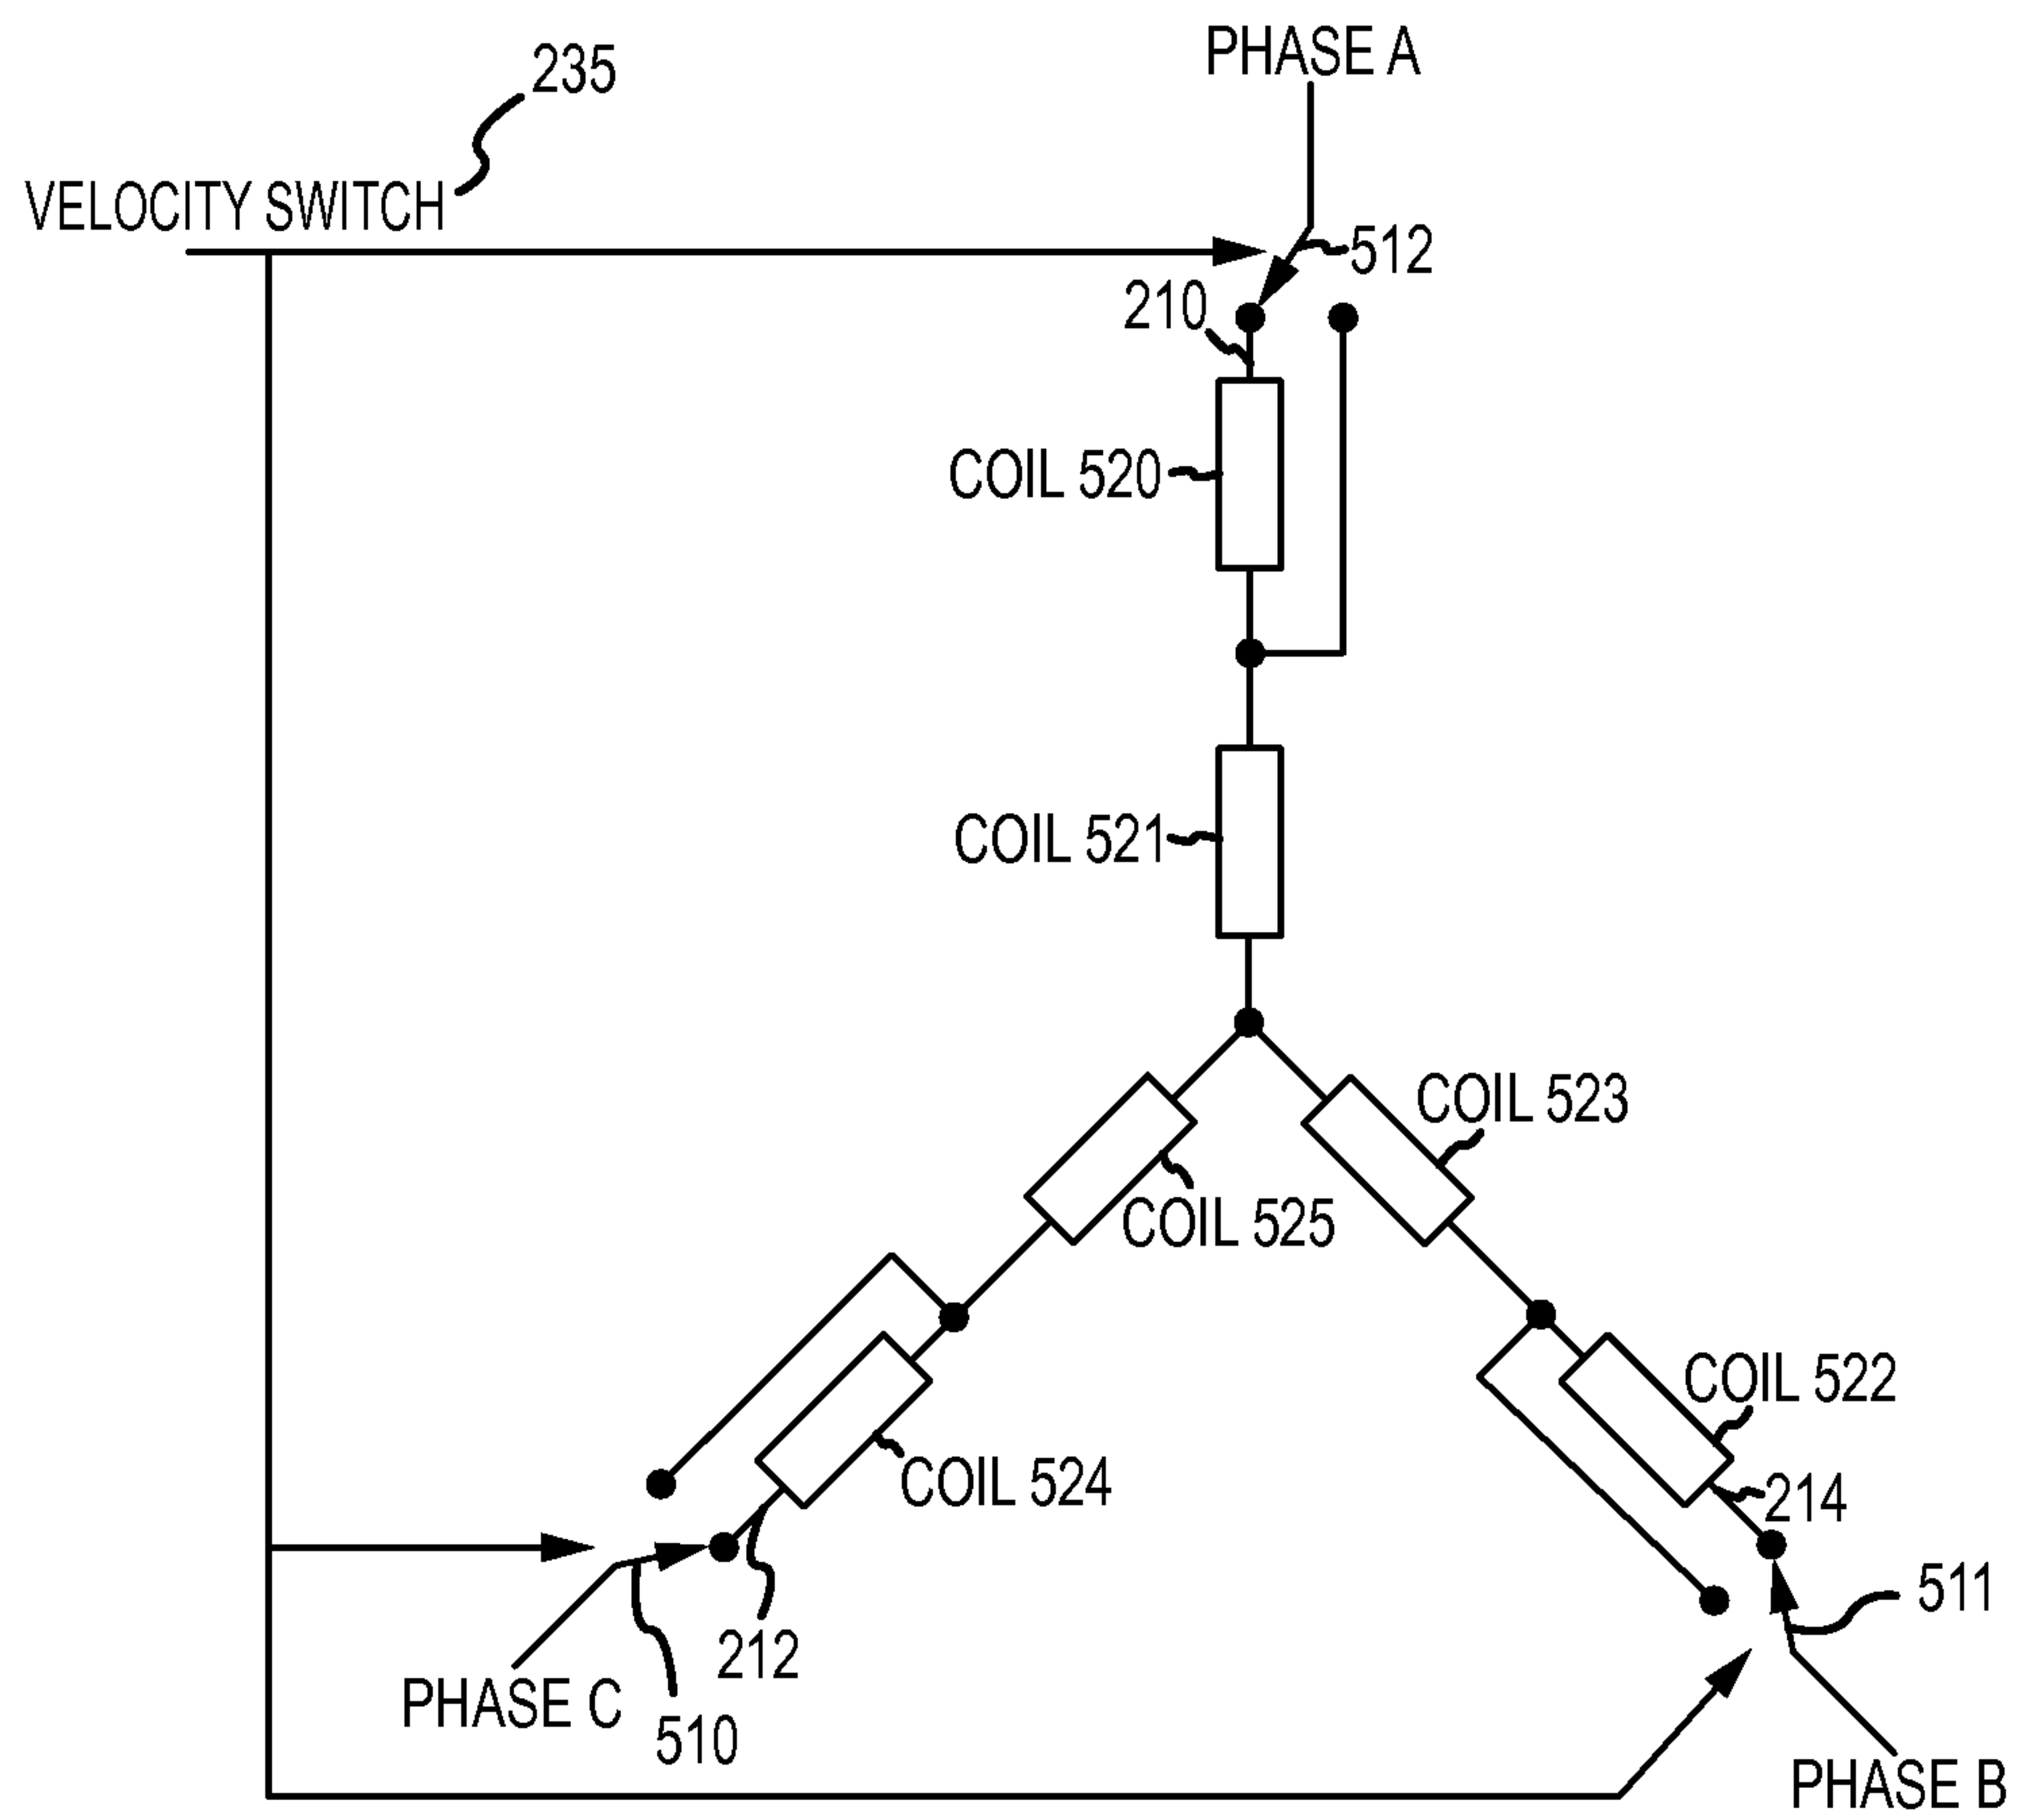 PHASE A
235
VELOCITY SWITCH
512
210
COIL 520
COIL 521
COIL 523
COIL 525
COIL 522
COIL 524
214
511
212
PHASE C
510
PHASE B